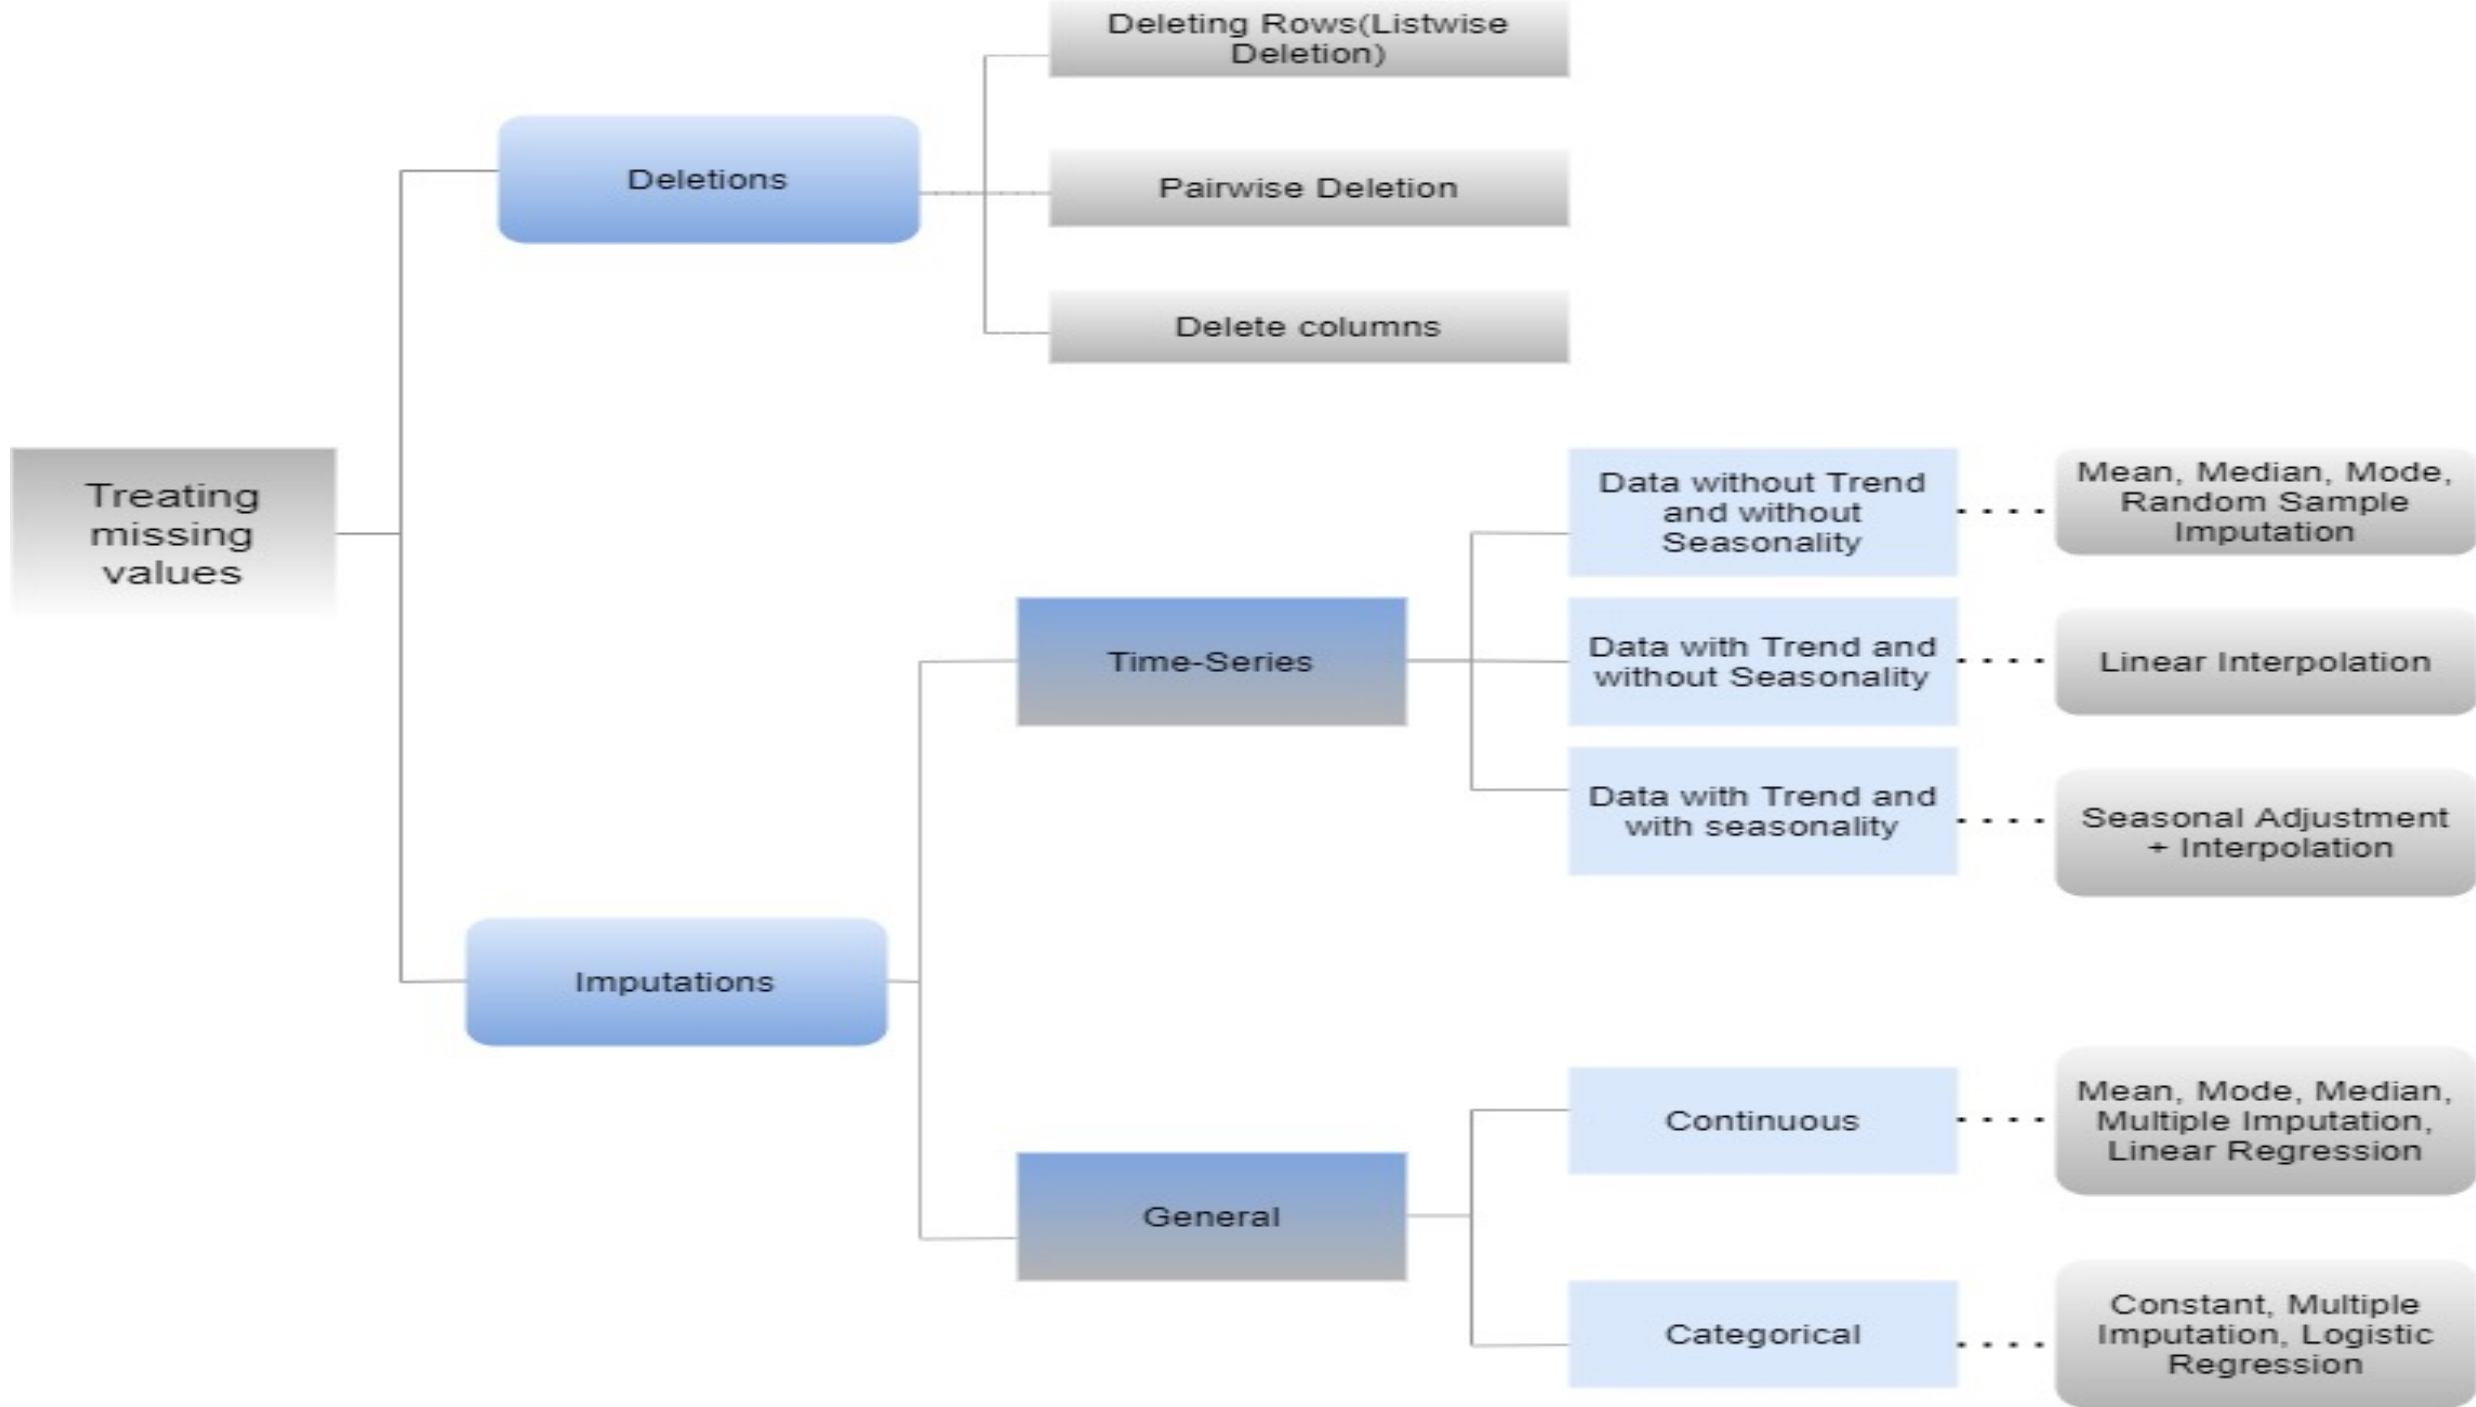 Deleting Rows(Listwise
Deletion)
Deletions
Pairwise Deletion
Delete columns
Treating
missing
values
Data without Trend
and without
Seasonality
Mean, Median, Mode,
Random Sample
Imputation
Time-Series
Data with Trend and
without Seasonality
Linear Interpolation
Data with Trend and
with seasonality
Seasonal Adjustment
+ Interpolation
Imputations
Continuous
Mean, Mode, Median,
Multiple Imputation,
Linear Regression
General
Categorical
Constant, Multiple
Imputation, Logistic
Regression